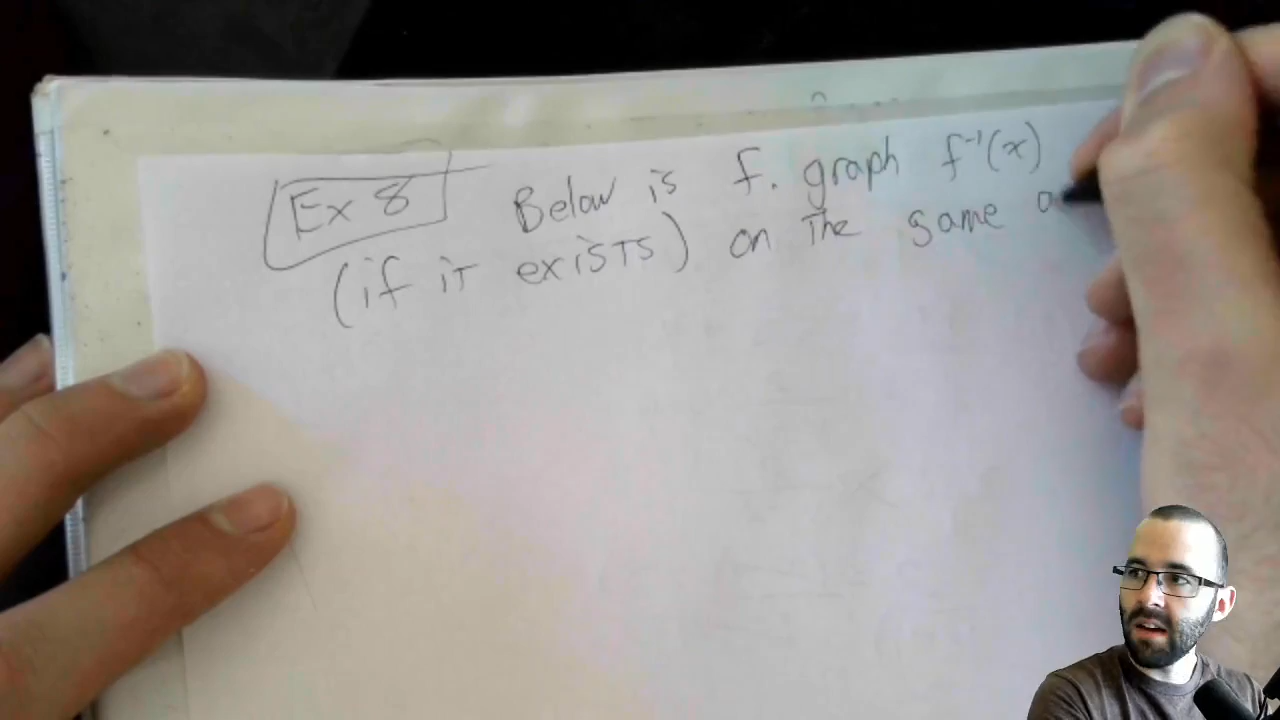 Ex 8 Below is f. graph f⁻¹(x)
(if it exists) on the same a